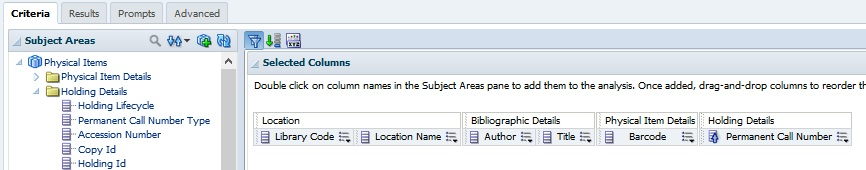 Criteria Results Prompts Advanced
Subject Areas
Physical Items
Physical Item Details
Holding Details
Holding Lifecycle
Permanent Call Number Type
Accession Number
Copy Id
Holding Id
Selected Columns
Double click on column names in the Subject Areas pane to add them to the analysis. Once added, drag-and-drop columns to reorder
Location Bibliographic Details Physical Item Details Holding Details
Library Code Location Name Author Title Barcode Permanent Call Number